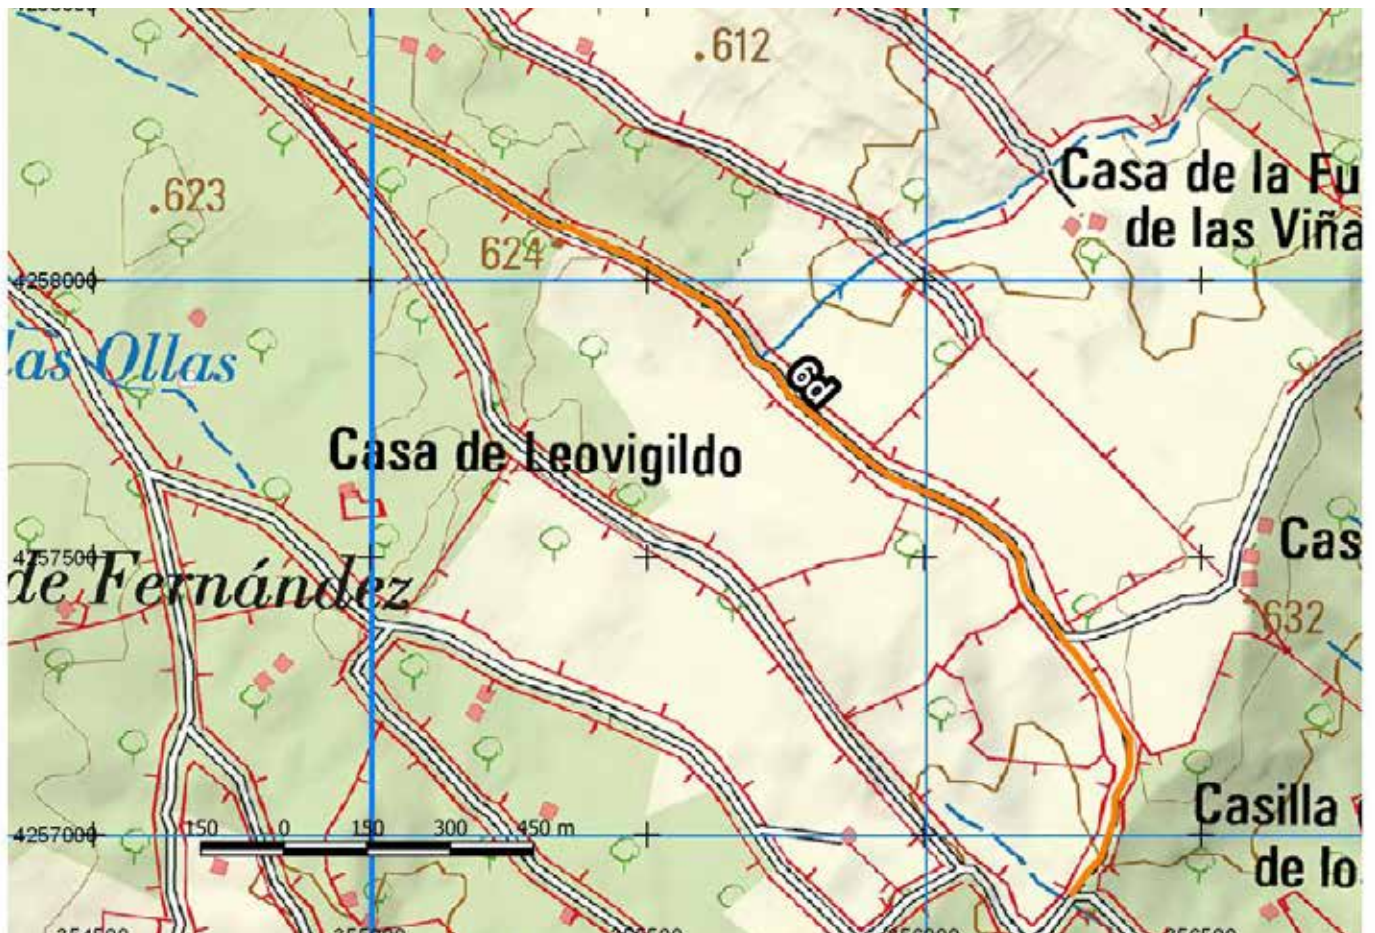 .612
Casa de la Fu
de las Viña
.623
624
4258000
las Ollas
6d
Casa de Leovigildo
4257500
Cas
de Fernández
632
Casilla
de lo
4257000
150 0 150 300 450 m